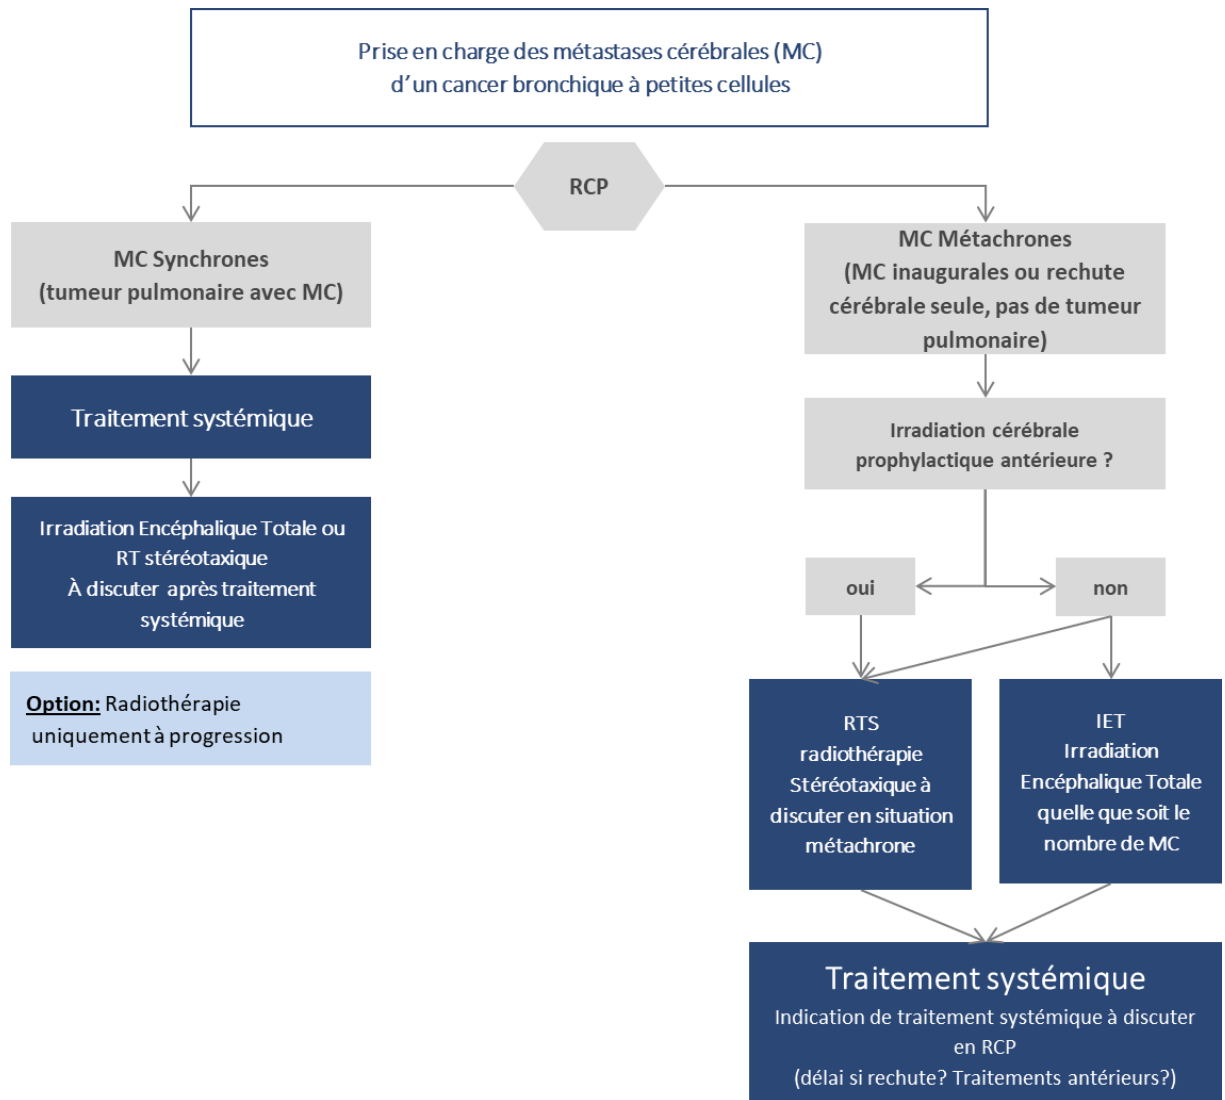 Prise en charge des métastases cérébrales (MC)
d’un cancer bronchique à petites cellules
RCP
MC Synchrones
(tumeur pulmonaire avec MC)
Traitement systémique
Irradiation Encéphalique Totale ou
RT stéréotaxique
À discuter après traitement
systémique
Option: Radiothérapie
uniquement à progression
MC Métachrones
(MC inaugurales ou rechute
cérébrale seule, pas de tumeur
pulmonaire)
Irradiation cérébrale
prophylactique antérieure ?
oui
non
RTS
radiothérapie
Stéréotaxique à
discuter en situation
métachrone
IET
Irradiation
Encéphalique Totale
quelle que soit le
nombre de MC
Traitement systémique
Indication de traitement systémique à discuter
en RCP
(délai si rechute? Traitements antérieurs?)